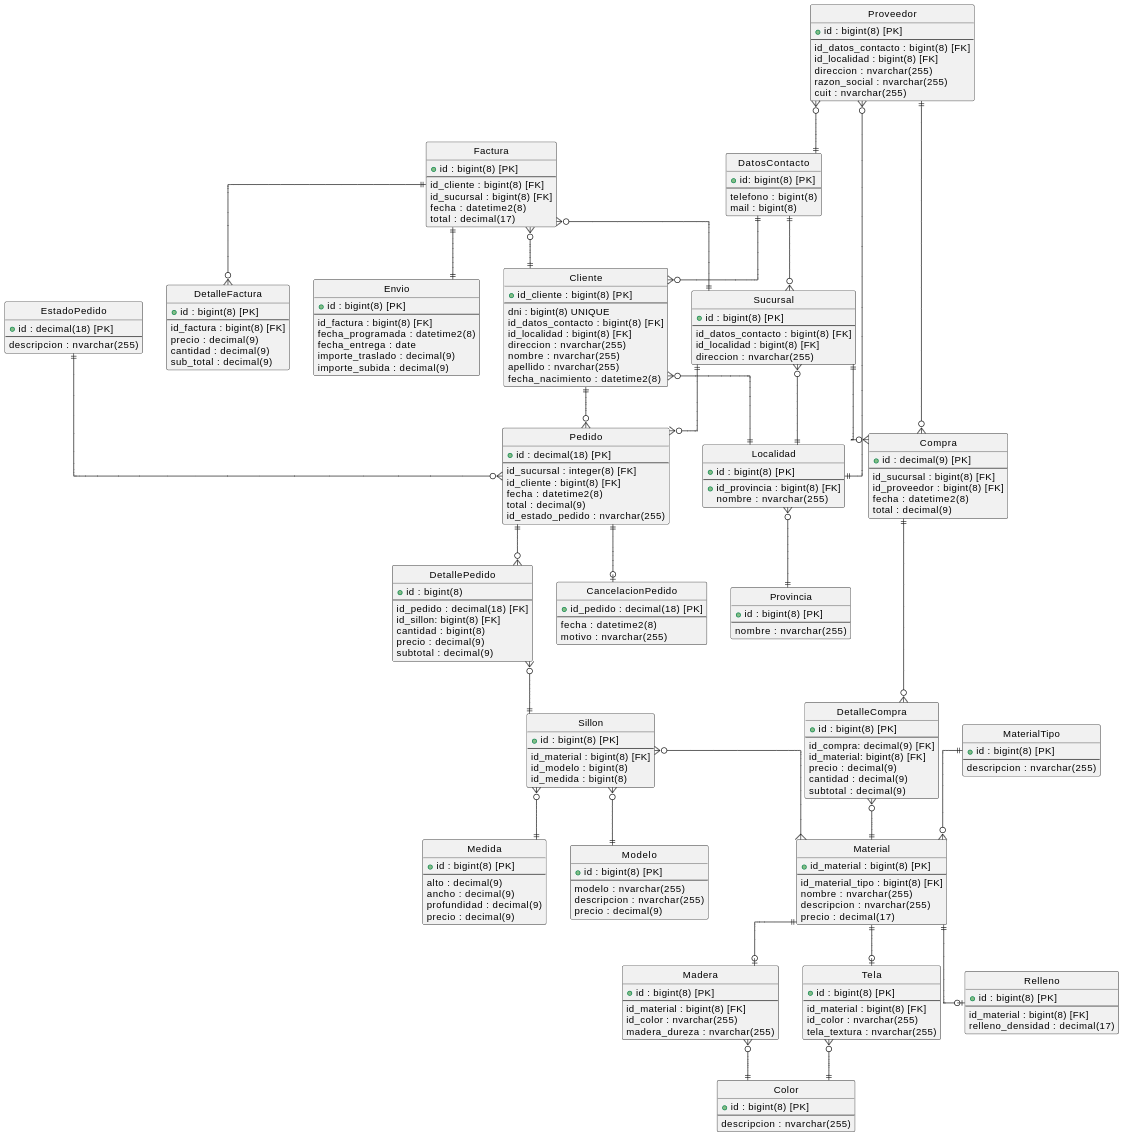 Proveedor
id : bigint(8) [PK]
id_datos_contacto : bigint(8) [FK]
id_localidad : bigint(8) [FK]
direccion : nvarchar(255)
razon_social : nvarchar(255)
cuit : nvarchar(255)
Factura
id : bigint(8) [PK]
id_cliente : bigint(8) [FK]
id_sucursal : bigint(8) [FK]
fecha : datetime2(8)
total : decimal(17)
DatosContacto
id: bigint(8) [PK]
telefono : bigint(8)
mail : bigint(8)
EstadoPedido
id : decimal(18) [PK]
descripcion : nvarchar(255)
DetalleFactura
id : bigint(8) [PK]
id_factura : bigint(8) [FK]
precio : decimal(9)
cantidad : decimal(9)
sub_total : decimal(9)
Envio
id : bigint(8) [PK]
id_factura : bigint(8) [FK]
fecha_programada : datetime2(8)
fecha_entrega : date
importe_traslado : decimal(9)
importe_subida : decimal(9)
Cliente
id_cliente : bigint(8) [PK]
dni : bigint(8) UNIQUE
id_datos_contacto : bigint(8) [FK]
id_localidad : bigint(8) [FK]
direccion : nvarchar(255)
nombre : nvarchar(255)
apellido : nvarchar(255)
fecha_nacimiento : datetime2(8)
Sucursal
id : bigint(8) [PK]
id_datos_contacto : bigint(8) [FK]
id_localidad : bigint(8) [FK]
direccion : nvarchar(255)
Pedido
id : decimal(18) [PK]
id_sucursal : integer(8) [FK]
id_cliente : bigint(8) [FK]
fecha : datetime2(8)
total : decimal(9)
id_estado_pedido : nvarchar(255)
Localidad
id : bigint(8) [PK]
id_provincia : bigint(8) [FK]
nombre : nvarchar(255)
Compra
id : decimal(9) [PK]
id_sucursal : bigint(8) [FK]
id_proveedor : bigint(8) [FK]
fecha : datetime2(8)
total : decimal(9)
DetallePedido
id : bigint(8)
id_pedido : decimal(18) [FK]
id_sillon: bigint(8) [FK]
cantidad : bigint(8)
precio : decimal(9)
subtotal : decimal(9)
CancelacionPedido
id_pedido : decimal(18) [PK]
fecha : datetime2(8)
motivo : nvarchar(255)
Provincia
id : bigint(8) [PK]
nombre : nvarchar(255)
Sillon
id : bigint(8) [PK]
id_material : bigint(8) [FK]
id_modelo : bigint(8)
id_medida : bigint(8)
DetalleCompra
id : bigint(8) [PK]
id_compra: decimal(9) [FK]
id_material: bigint(8) [FK]
precio : decimal(9)
cantidad : decimal(9)
subtotal : decimal(9)
MaterialTipo
id : bigint(8) [PK]
descripcion : nvarchar(255)
Medida
id : bigint(8) [PK]
alto : decimal(9)
ancho : decimal(9)
profundidad : decimal(9)
precio : decimal(9)
Modelo
id : bigint(8) [PK]
modelo : nvarchar(255)
descripcion : nvarchar(255)
precio : decimal(9)
Material
id_material : bigint(8) [PK]
id_material_tipo : bigint(8) [FK]
nombre : nvarchar(255)
descripcion : nvarchar(255)
precio : decimal(17)
Madera
id : bigint(8) [PK]
id_material : bigint(8) [FK]
id_color : nvarchar(255)
madera_dureza : nvarchar(255)
Tela
id : bigint(8) [PK]
id_material : bigint(8) [FK]
id_color : nvarchar(255)
tela_textura : nvarchar(255)
Relleno
id : bigint(8) [PK]
id_material : bigint(8) [FK]
relleno_densidad : decimal(17)
Color
id : bigint(8) [PK]
descripcion : nvarchar(255)